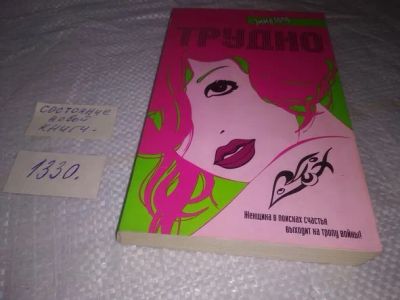 ТРУДНО
СОСТОЯНИЕ
НОВОЙ
КНИГИ -
1330.
Женщина в поисках счастья
выходит на тропу войны!